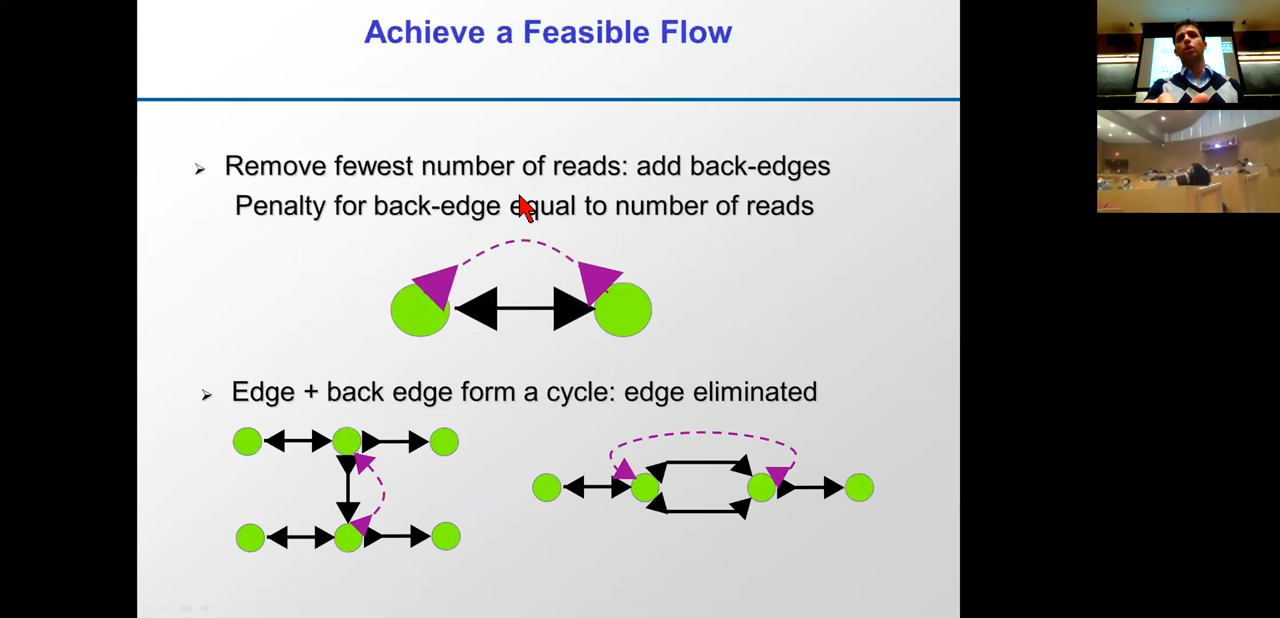 Achieve a Feasible Flow
Remove fewest number of reads: add back-edges
Penalty for back-edge equal to number of reads
Edge + back edge form a cycle: edge eliminated